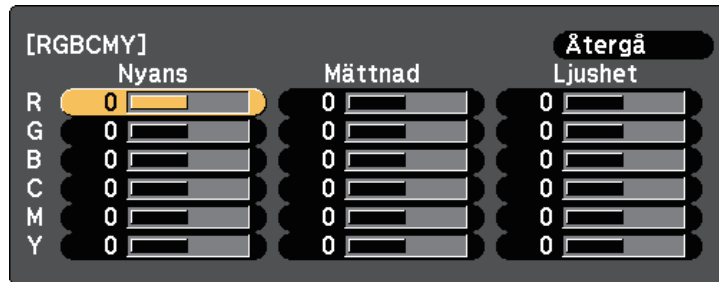 [RGBCMY] Återgå
Nyans Mättnad Ljushet
R 0 0 0
G 0 0 0
B 0 0 0
C 0 0 0
M 0 0 0
Y 0 0 0